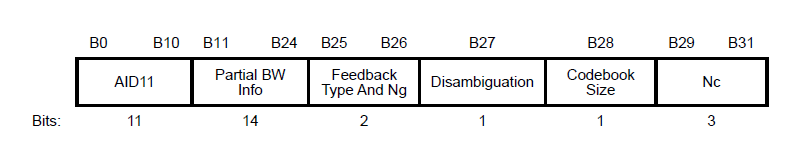 B0 B10 B11 B24 B25 B26 B27 B28 B29 B31
AID11
Partial BW
Info
Feedback
Type And Ng
Disambiguation
Codebook
Size
Nc
Bits: 11 14 2 1 1 3